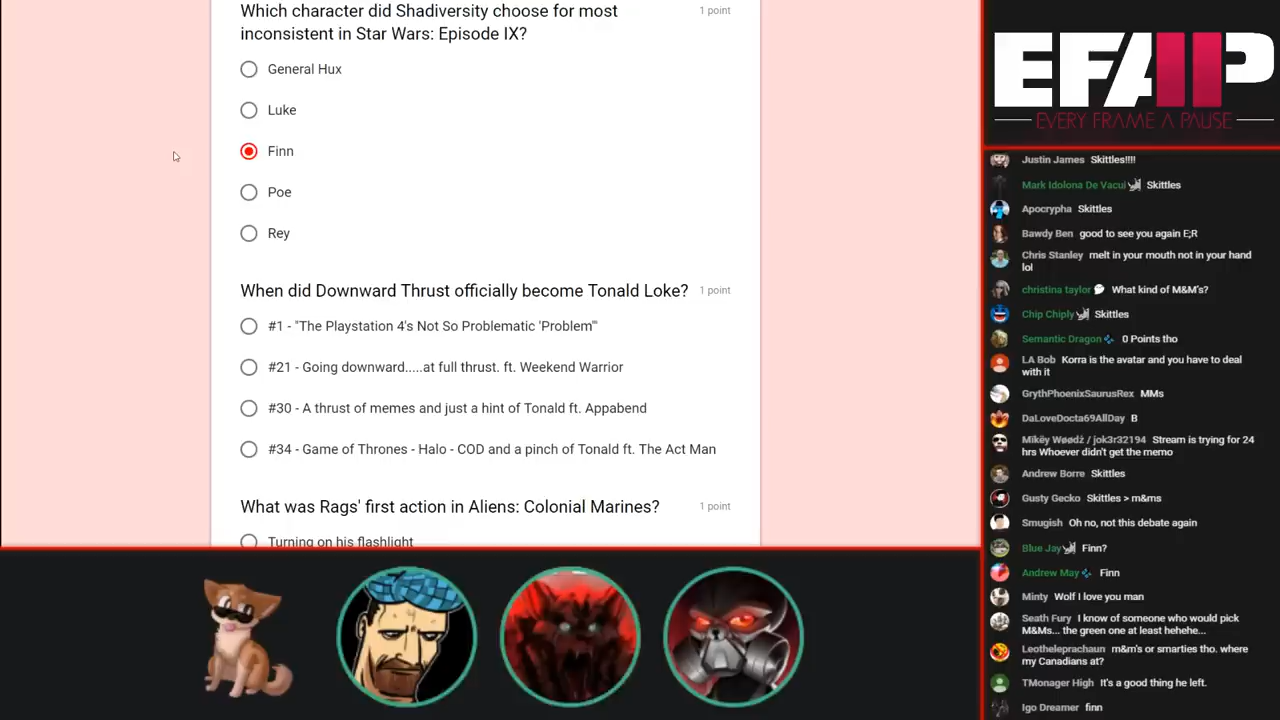 Which character did Shadiversity choose for most
1 point
inconsistent in Star Wars: Episode IX?
General Hux
Luke
Finn
Poe
Rey
When did Downward Thrust officially become Tonald Loke?
1 point
#1 - "The Playstation 4's Not So Problematic 'Problem'"
#21 - Going downward.....at full thrust. ft. Weekend Warrior
#30 - A thrust of memes and just a hint of Tonald ft. Appabend
#34 - Game of Thrones - Halo - COD and a pinch of Tonald ft. The Act Man
What was Rags' first action in Aliens: Colonial Marines?
1 point
Turning on his flashlight
EFAP
EVERY FRAME A PAUSE
Justin James Skittles!!!!
Mark Idolona De Vacui Skittles
Apocrypha Skittles
Bawdy Ben good to see you again E;R
Chris Stanley melt in your mouth not in your hand
lol
christina taylor What kind of M&M's?
Chip Chiply Skittles
Semantic Dragon 0 Points tho
LA Bob Korra is the avatar and you have to deal
with it
GrythPhoenixSaurusRex MMs
DaLoveDocta69AllDay B
Mikëy Wøødž / jok3r32194 Stream is trying for 24
hrs Whoever didn't get the memo
Andrew Borre Skittles
Gusty Gecko Skittles > m&ms
Smugish Oh no, not this debate again
Blue Jay Finn?
Andrew May Finn
Minty Wolf I love you man
Seath Fury I know of someone who would pick
M&Ms... the green one at least hehehe...
Leotheleprachaun m&m's or smarties tho. where
my Canadians at?
TMonager High It's a good thing he left.
Igo Dreamer finn